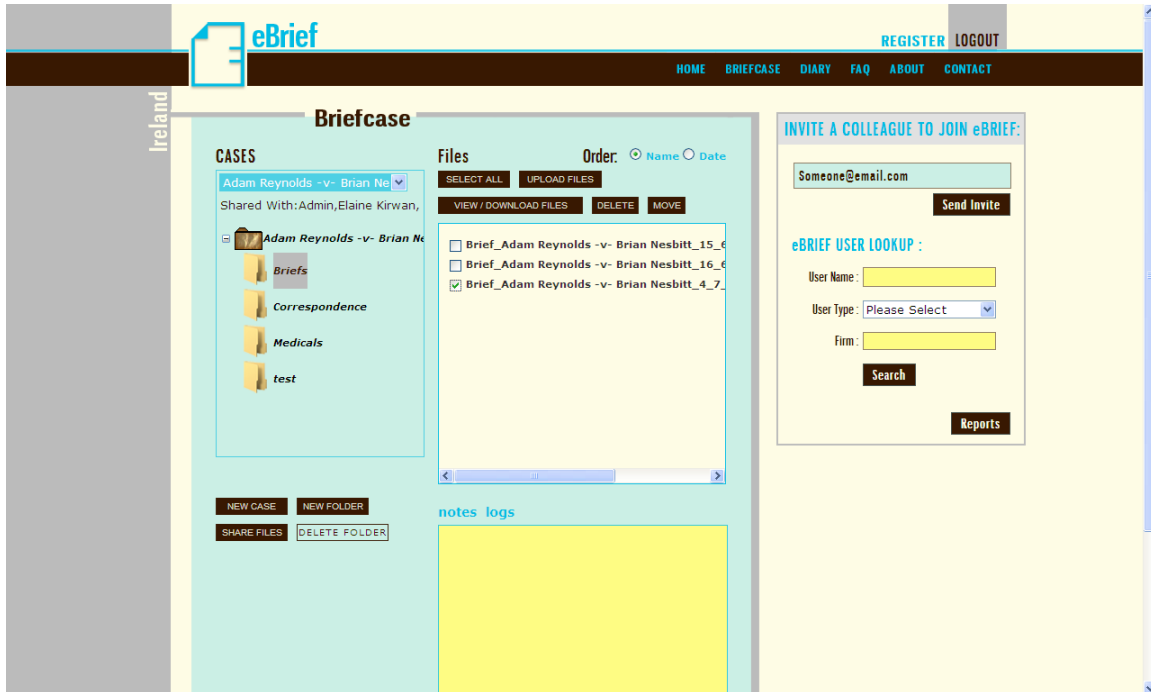 eBrief
REGISTER LOGOUT
HOME BRIEFCASE DIARY FAQ ABOUT CONTACT
Ireland
Briefcase
CASES
Adam Reynolds -v- Brian Ne
Shared With:Admin,Elaine Kirwan,
Adam Reynolds -v- Brian Ne
Briefs
Correspondence
Medicals
test
NEW CASE NEW FOLDER
SHARE FILES DELETE FOLDER
Files Order: Name Date
SELECT ALL UPLOAD FILES
VIEW / DOWNLOAD FILES DELETE MOVE
Brief_Adam Reynolds -v- Brian Nesbitt_15_6
Brief_Adam Reynolds -v- Brian Nesbitt_16_6
Brief_Adam Reynolds -v- Brian Nesbitt_4_7_
notes logs
INVITE A COLLEAGUE TO JOIN eBRIEF:
Someone@email.com
Send Invite
eBRIEF USER LOOKUP :
User Name :
User Type : Please Select
Firm :
Search
Reports